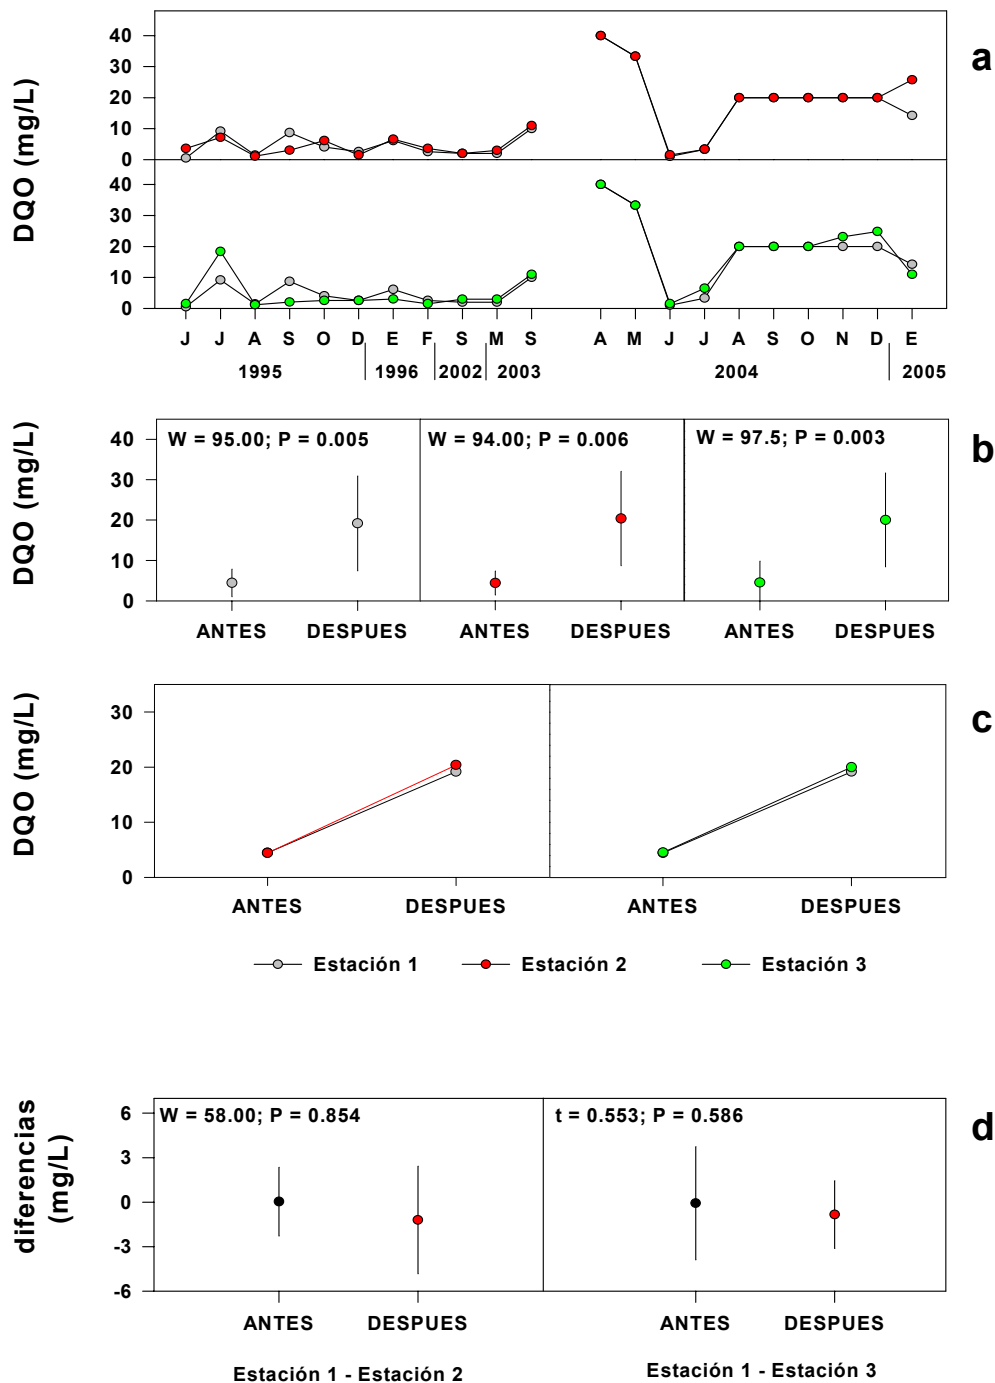 a
DQO (mg/L)
40
30
20
10
0
DQO (mg/L)
40
30
20
10
0
J J A S O D E F S M S A M J J A S O N D E
1995 1996 2002 2003 2004 2005
b
DQO (mg/L)
40
30
20
10
0
W = 95.00; P = 0.005 W = 94.00; P = 0.006 W = 97.5; P = 0.003
ANTES DESPUES ANTES DESPUES ANTES DESPUES
c
DQO (mg/L)
30
20
10
0
ANTES DESPUES ANTES DESPUES
Estación 1 Estación 2 Estación 3
d
diferencias
(mg/L)
6
3
0
-3
-6
W = 58.00; P = 0.854 t = 0.553; P = 0.586
ANTES DESPUES ANTES DESPUES
Estación 1 - Estación 2 Estación 1 - Estación 3